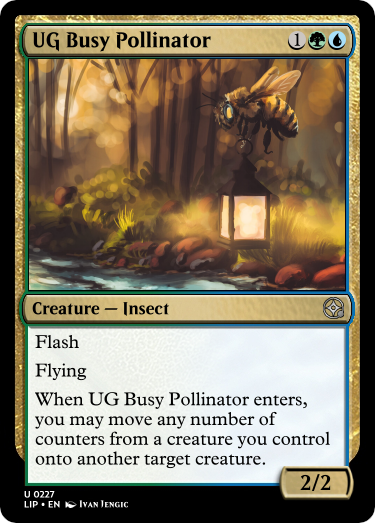 UG Busy Pollinator 1
Creature — Insect
Flash
Flying
When UG Busy Pollinator enters,
you may move any number of
counters from a creature you control
onto another target creature.
2/2
U 0227
LIP • EN Ivan Jengic